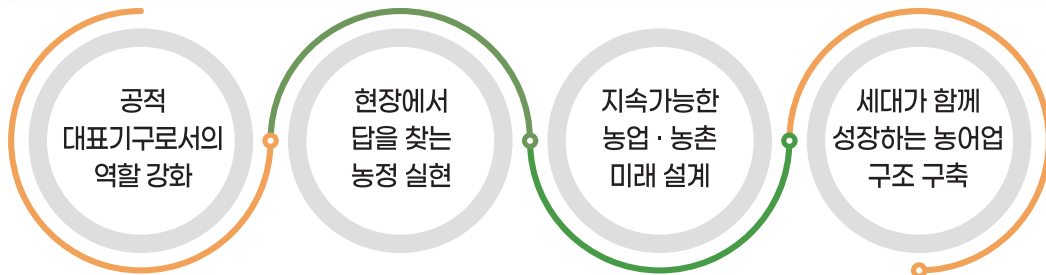 공적
대표기구로서의
역할 강화
현장에서
답을 찾는
농정 실현
지속가능한
농업 · 농촌
미래 설계
세대가 함께
성장하는 농어업
구조 구축